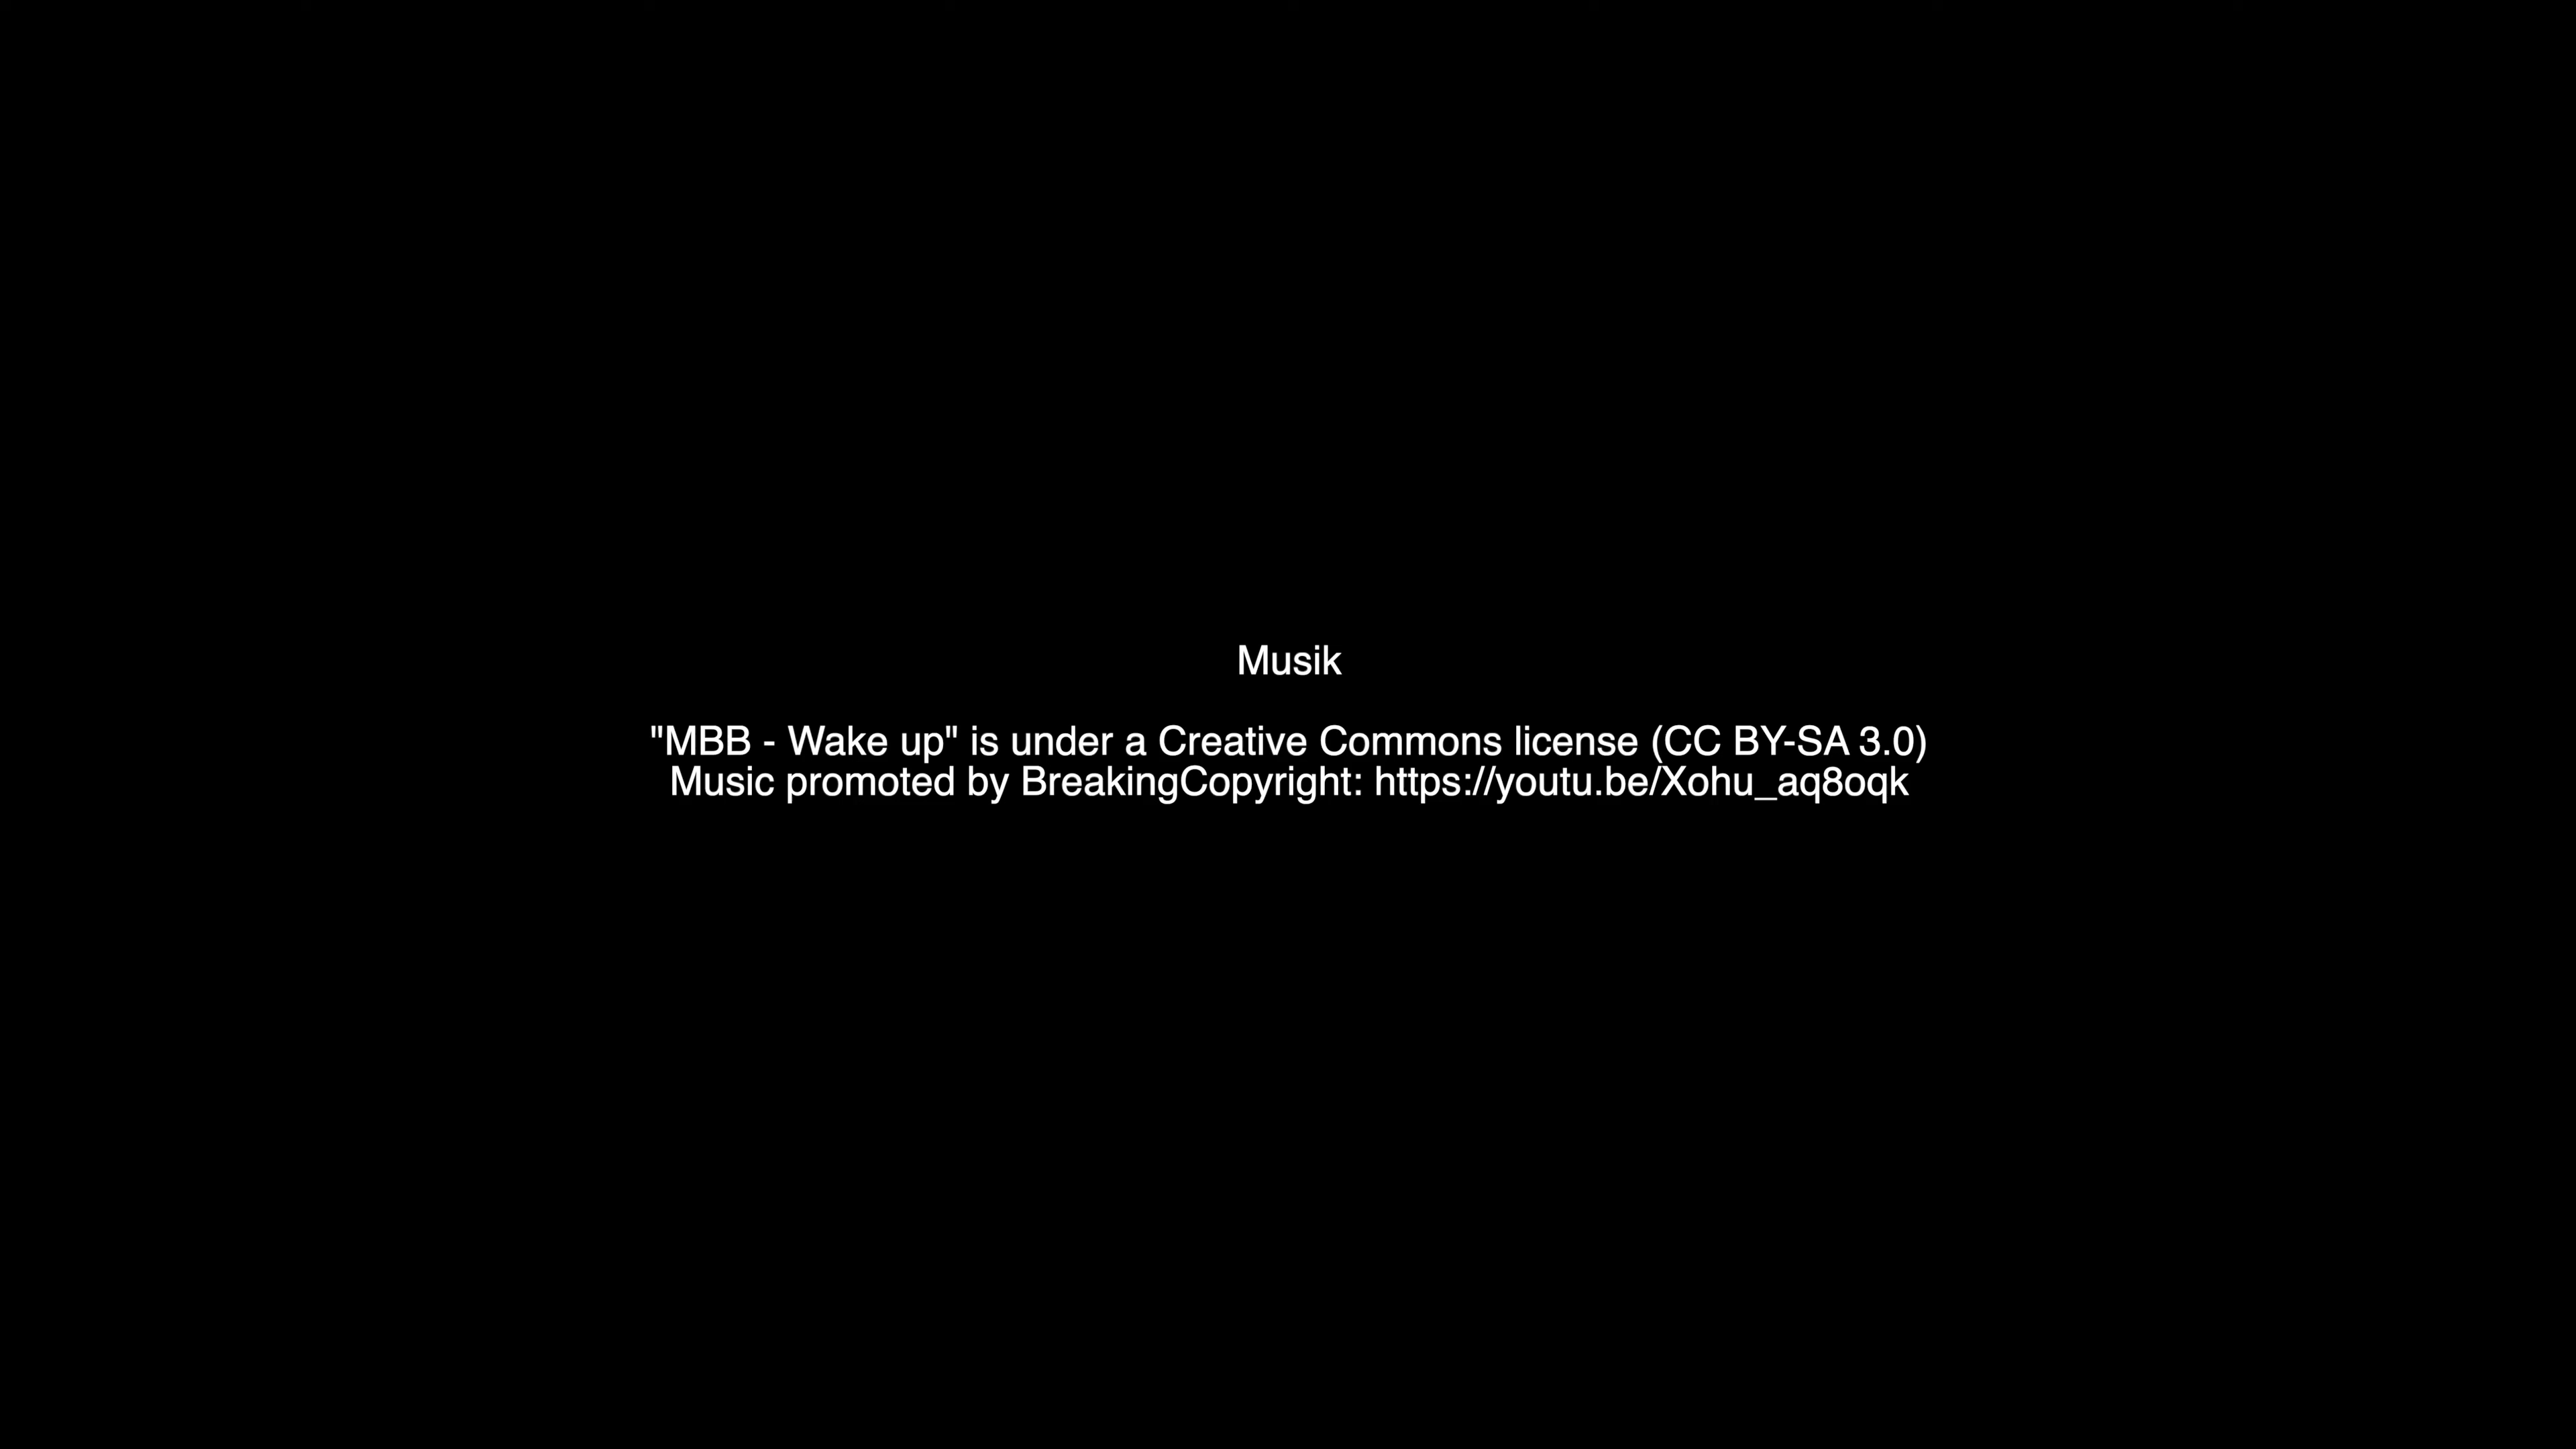 Musik
"MBB - Wake up" is under a Creative Commons license (CC BY-SA 3.0)
Music promoted by BreakingCopyright: https://youtu.be/Xohu_aq8oqk